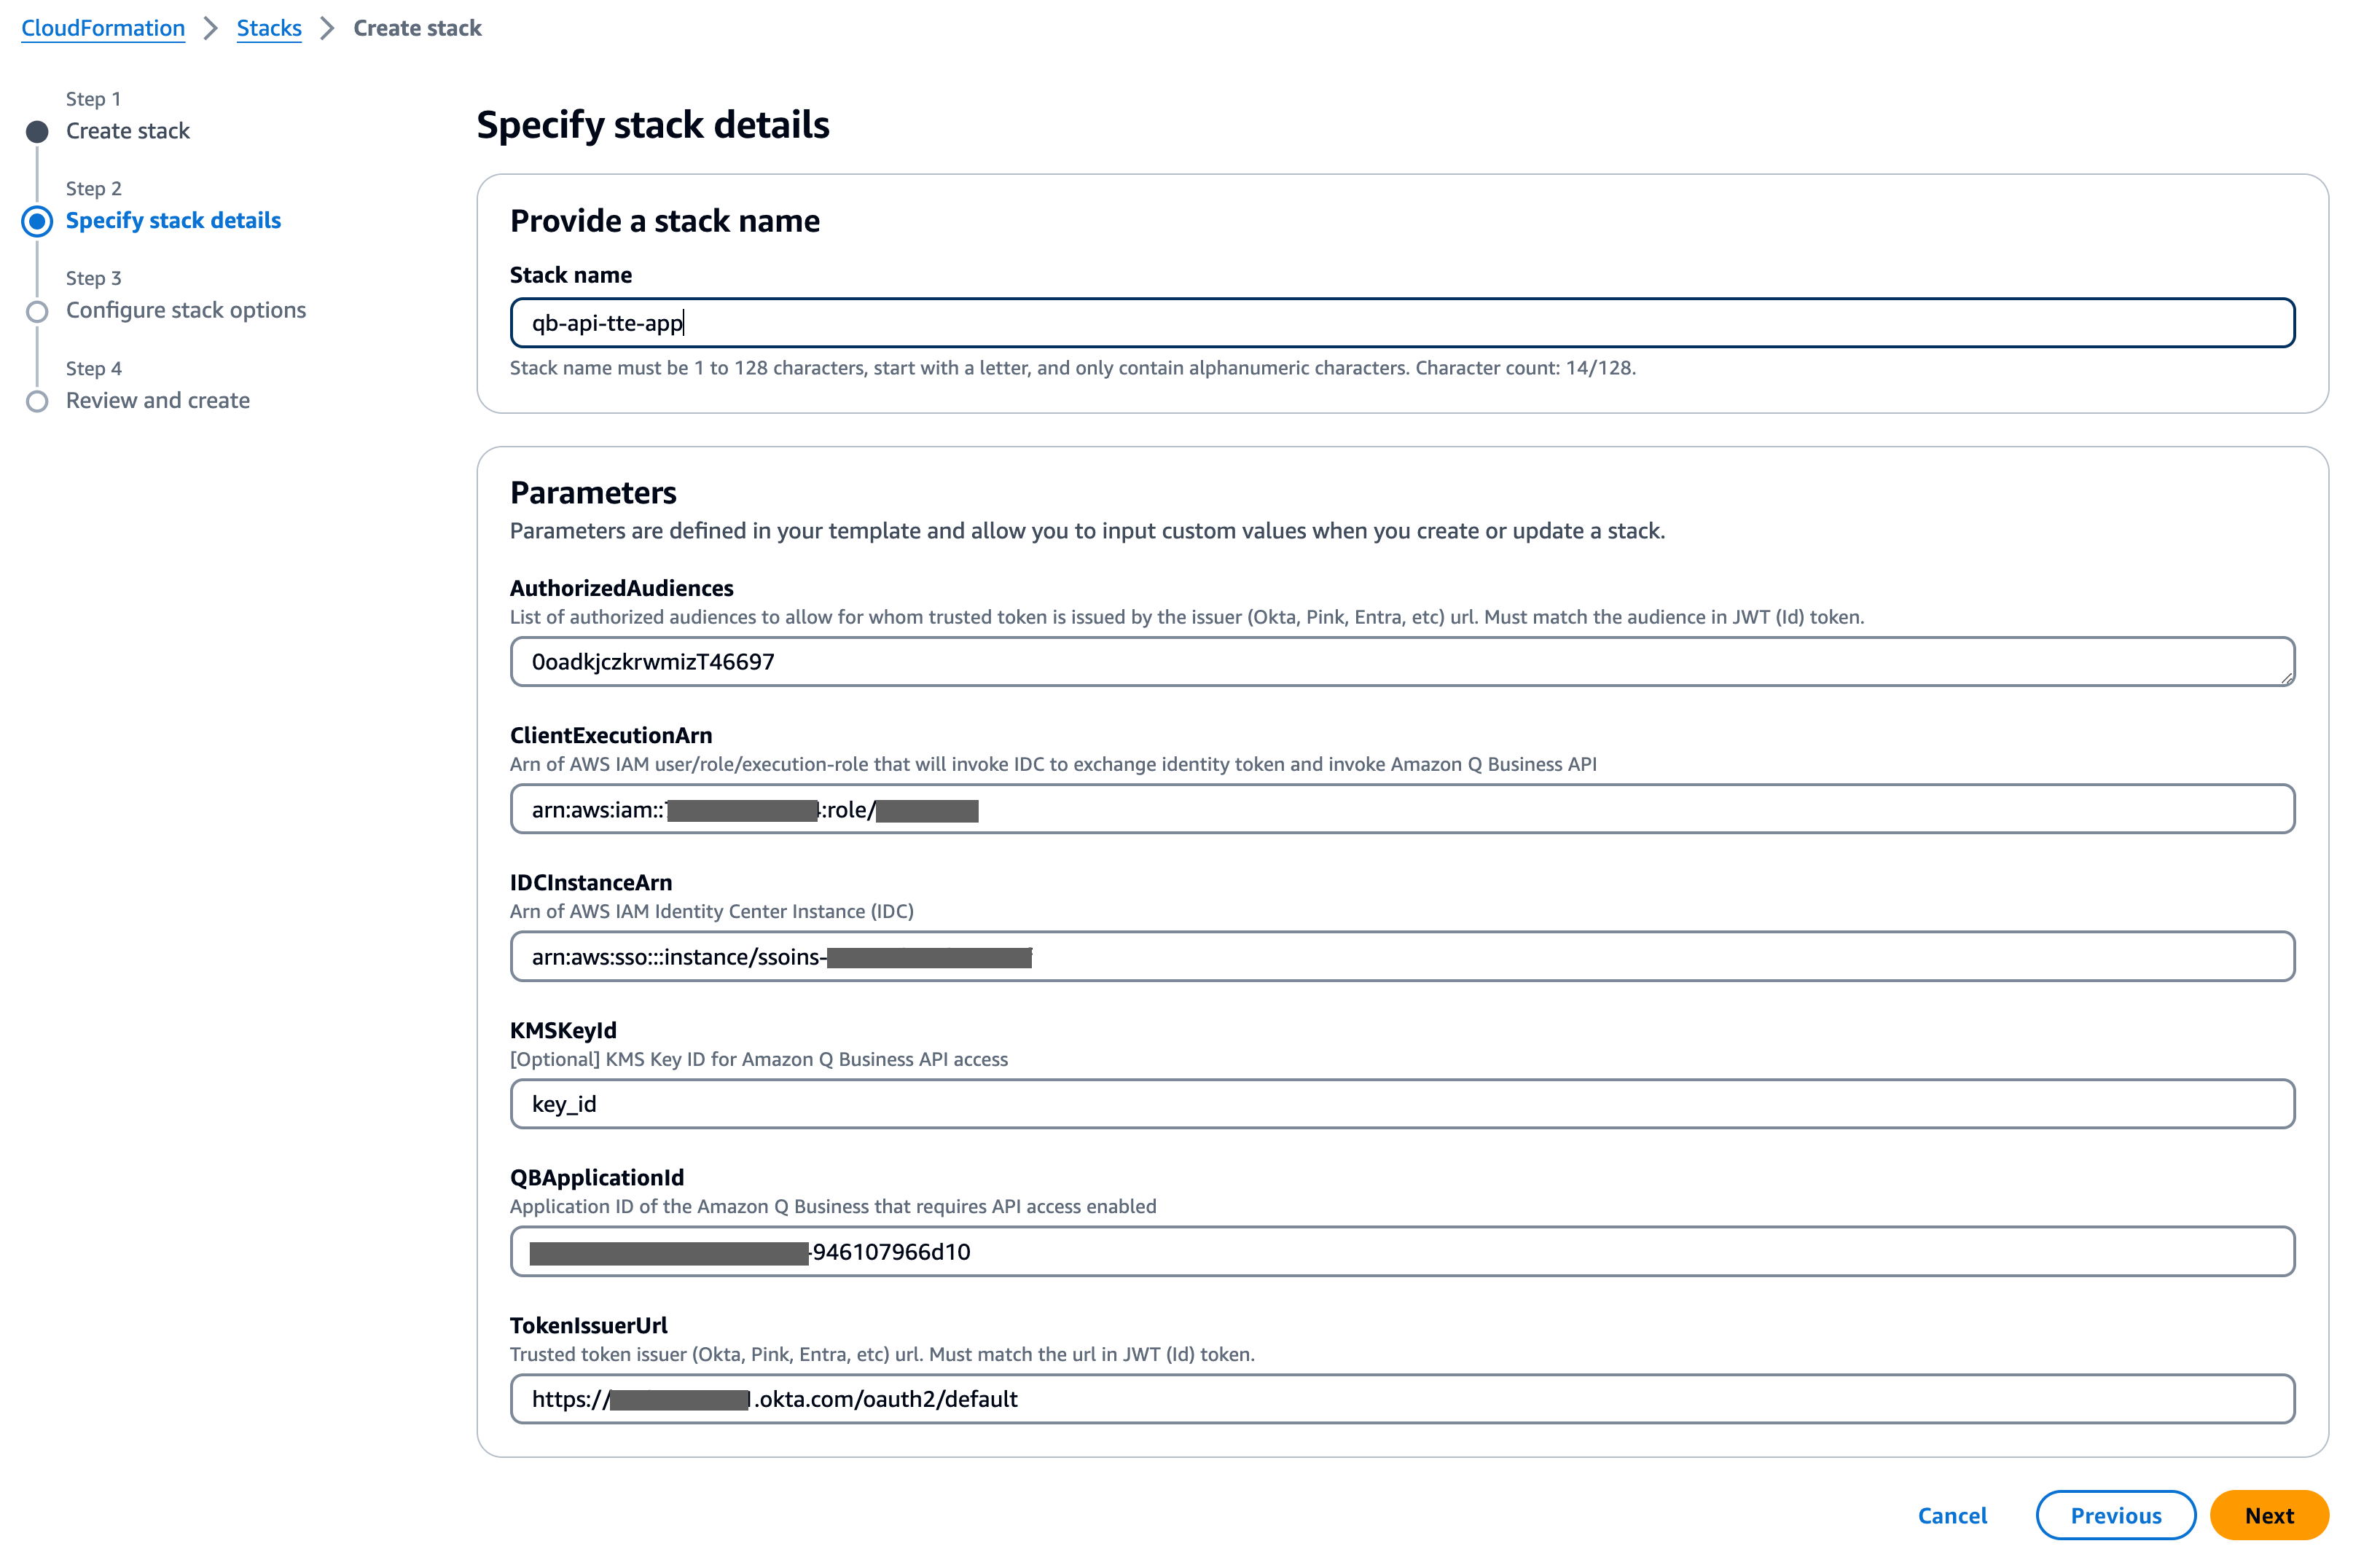 CloudFormation > Stacks > Create stack
Step 1
Create stack
Step 2
Specify stack details
Step 3
Configure stack options
Step 4
Review and create
Specify stack details
Provide a stack name
Stack name
qb-api-tte-app
Stack name must be 1 to 128 characters, start with a letter, and only contain alphanumeric characters. Character count: 14/128.
Parameters
Parameters are defined in your template and allow you to input custom values when you create or update a stack.
AuthorizedAudiences
List of authorized audiences to allow for whom trusted token is issued by the issuer (Okta, Pink, Entra, etc) url. Must match the audience in JWT (Id) token.
0oadkjczkrwmizT46697
ClientExecutionArn
Arn of AWS IAM user/role/execution-role that will invoke IDC to exchange identity token and invoke Amazon Q Business API
arn:aws:iam:: :role/
IDCInstanceArn
Arn of AWS IAM Identity Center Instance (IDC)
arn:aws:sso:::instance/ssoins-
KMSKeyId
[Optional] KMS Key ID for Amazon Q Business API access
key_id
QBApplicationId
Application ID of the Amazon Q Business that requires API access enabled
-946107966d10
TokenIssuerUrl
Trusted token issuer (Okta, Pink, Entra, etc) url. Must match the url in JWT (Id) token.
https:// .okta.com/oauth2/default
Cancel
Previous
Next